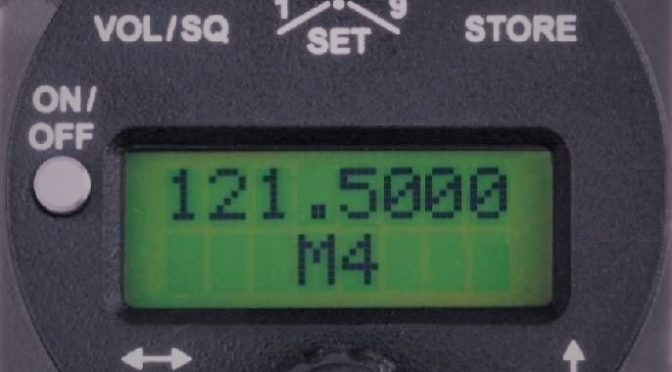 1 9
VOL/SQ SET STORE
ON/
OFF
121.5000
M4